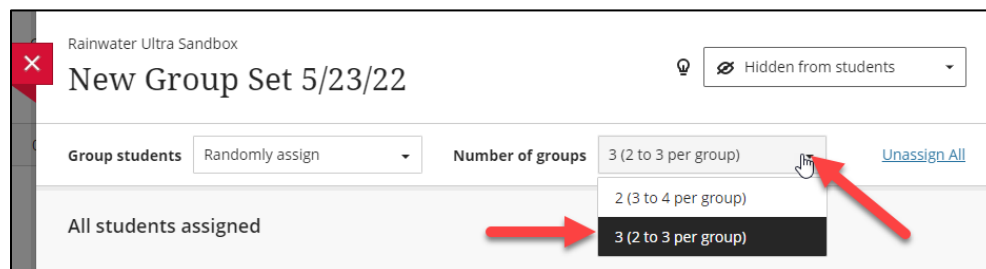 Rainwater Ultra Sandbox
New Group Set 5/23/22
Hidden from students
Group students Randomly assign Number of groups 3 (2 to 3 per group) Unassign All
2 (3 to 4 per group)
All students assigned
3 (2 to 3 per group)